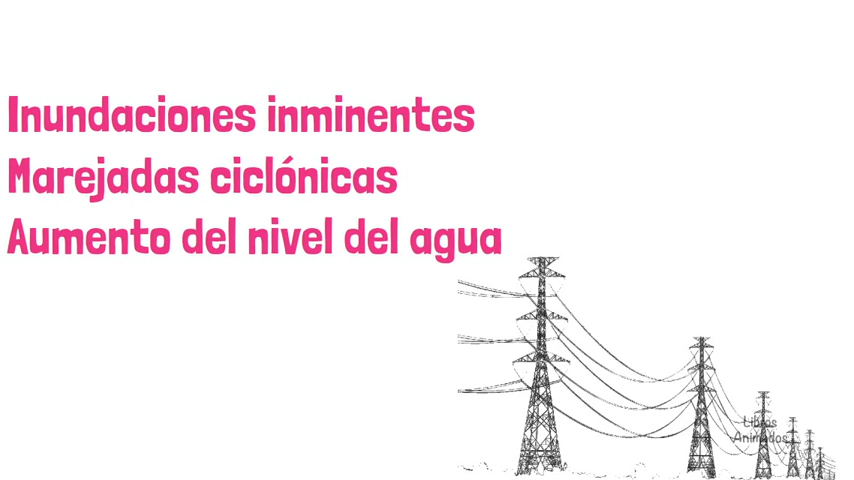 Inundaciones inminentes
Marejadas ciclónicas
Aumento del nivel del agua
Libros
Animados